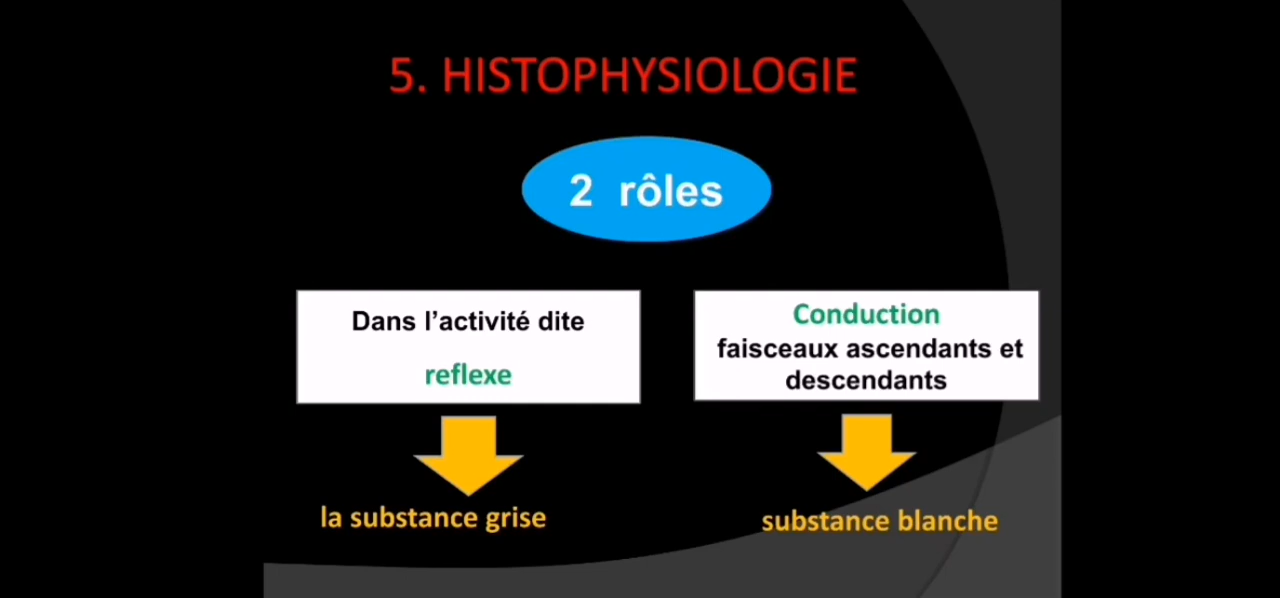 5. HISTOPHYSIOLOGIE
2 rôles
Dans l’activité dite
reflexe
Conduction
faisceaux ascendants et
descendants
la substance grise
substance blanche